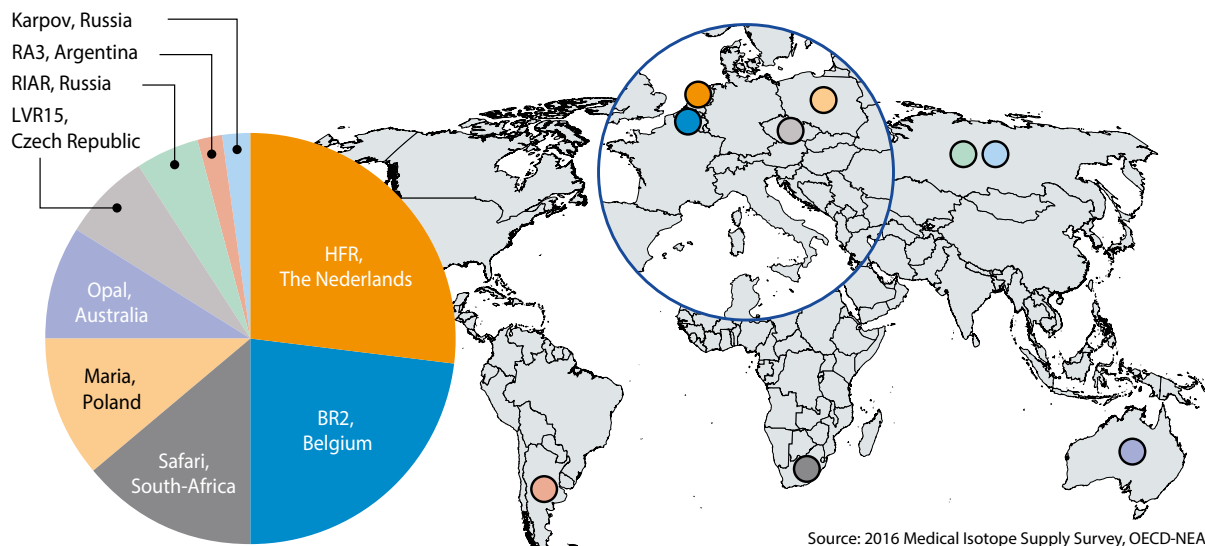 Karpov, Russia
RA3, Argentina
RIAR, Russia
LVR15,
Czech Republic
HFR,
The Nederlands
Opal,
Australia
Maria,
Poland
BR2,
Belgium
Safari,
South-Africa
Source: 2016 Medical Isotope Supply Survey, OECD-NEA